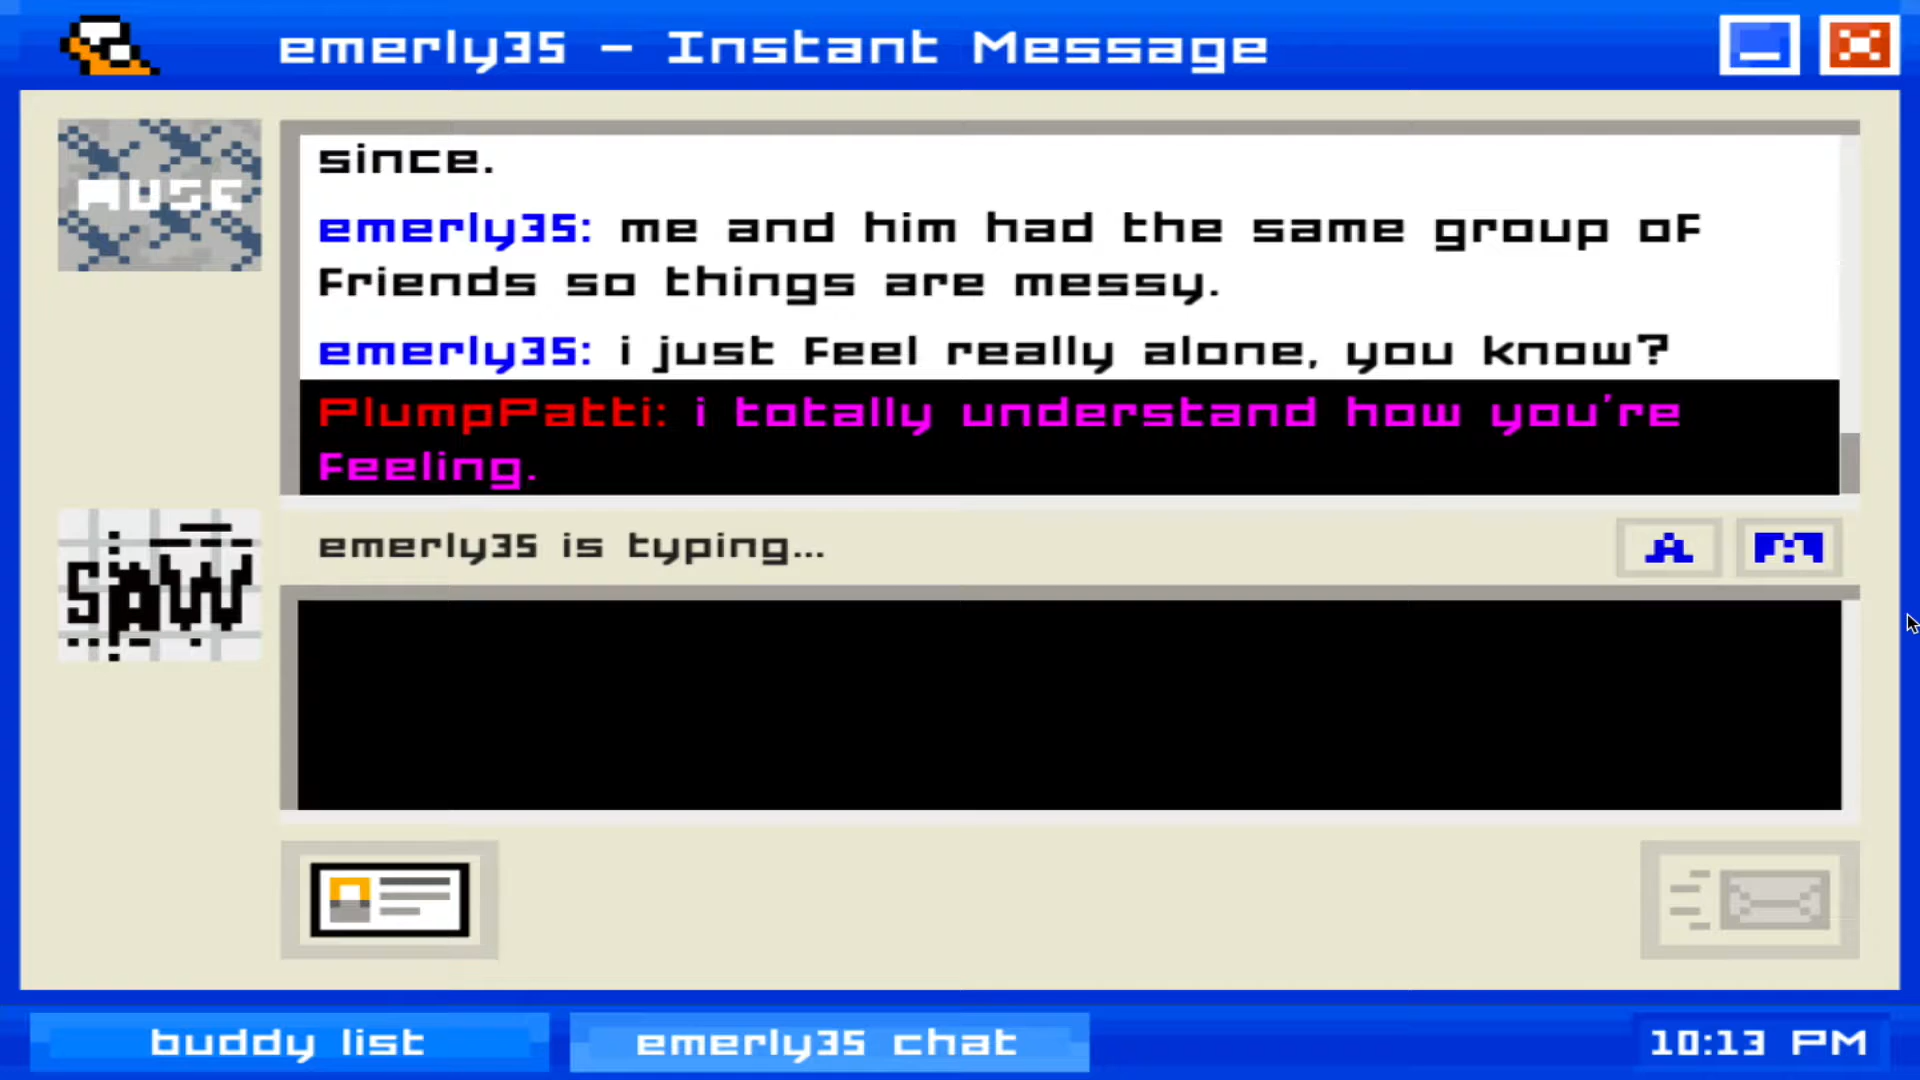 emerly35 - Instant Message
MUSE
since.
emerly35: me and him had the same group of
friends so things are messy.
emerly35: i just feel really alone, you know?
PlumpPatti: i totally understand how you're
feeling.
SAW
emerly35 is typing...
A
buddy list
emerly35 chat
10:13 PM